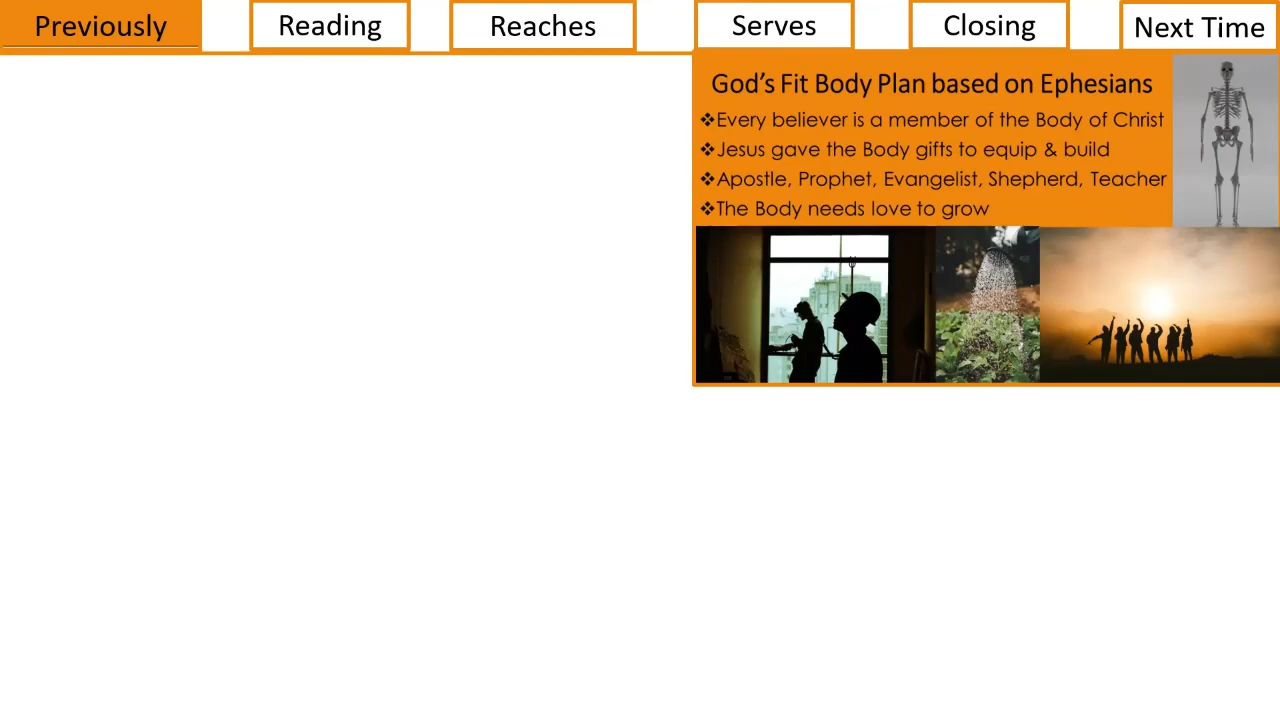 Previously
Reading
Reaches
Serves
Closing
Next Time
God's Fit Body Plan based on Ephesians
❖Every believer is a member of the Body of Christ
❖Jesus gave the Body gifts to equip & build
❖Apostle, Prophet, Evangelist, Shepherd, Teacher
❖The Body needs love to grow